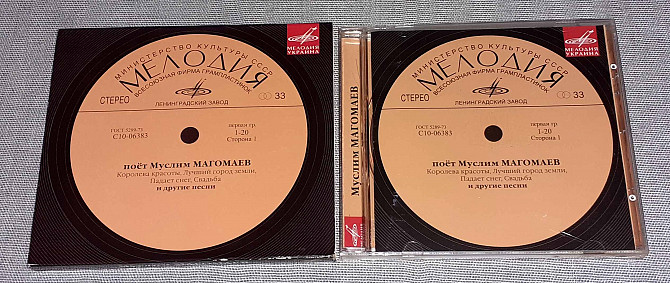 МЕЛОДИЯ
УКРАИНА
МИНИСТЕРСТВО КУЛЬТУРЫ СССР
МЕЛОДИЯ
ВСЕСОЮЗНАЯ ФИРМА ГРАМПЛАСТИНОК
СТЕРЕО
33
ЛЕНИНГРАДСКИЙ ЗАВОД
ГОСТ 5289-73
С10-06383
первая гр.
1-20
Сторона 1
поёт Муслим МАГОМАЕВ
Королева красоты, Лучший город земли,
Падает снег, Свадьба
и другие песни
Муслим МАГОМАЕВ
МЕЛОДИЯ
УКРАИНА
МИНИСТЕРСТВО КУЛЬТУРЫ СССР
МЕЛОДИЯ
ВСЕСОЮЗНАЯ ФИРМА ГРАМПЛАСТИНОК
СТЕРЕО
33
ЛЕНИНГРАДСКИЙ ЗАВОД
ГОСТ 5289-73
С10-06383
первая гр.
1-20
Сторона 1
поёт Муслим МАГОМАЕВ
Королева красоты, Лучший город земли,
Падает снег, Свадьба
и другие песни